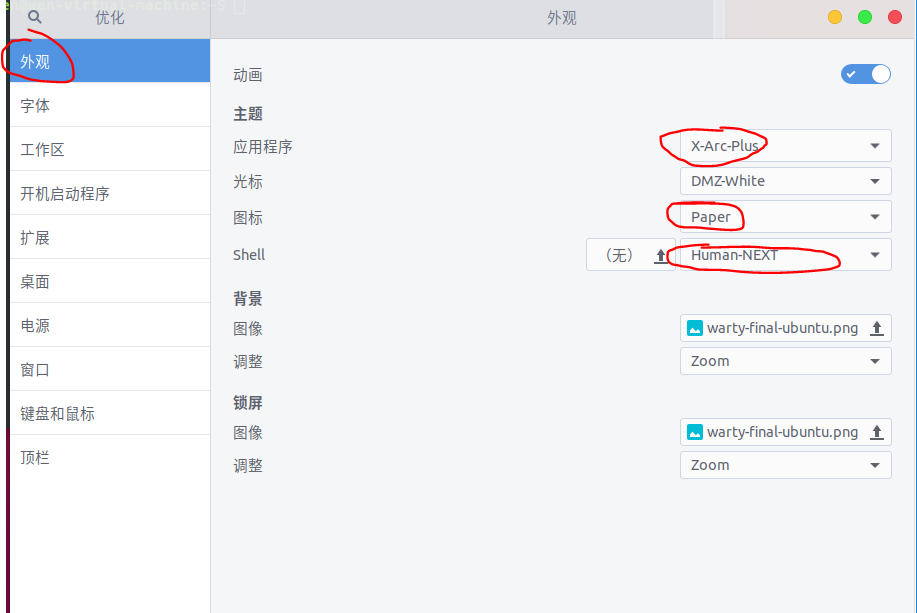 优化
外观
外观
字体
工作区
开机启动程序
扩展
桌面
电源
窗口
键盘和鼠标
顶栏
动画
主题
应用程序 X-Arc-Plus
光标 DMZ-White
图标 Paper
Shell （无） Human-NEXT
背景
图像 warty-final-ubuntu.png
调整 Zoom
锁屏
图像 warty-final-ubuntu.png
调整 Zoom